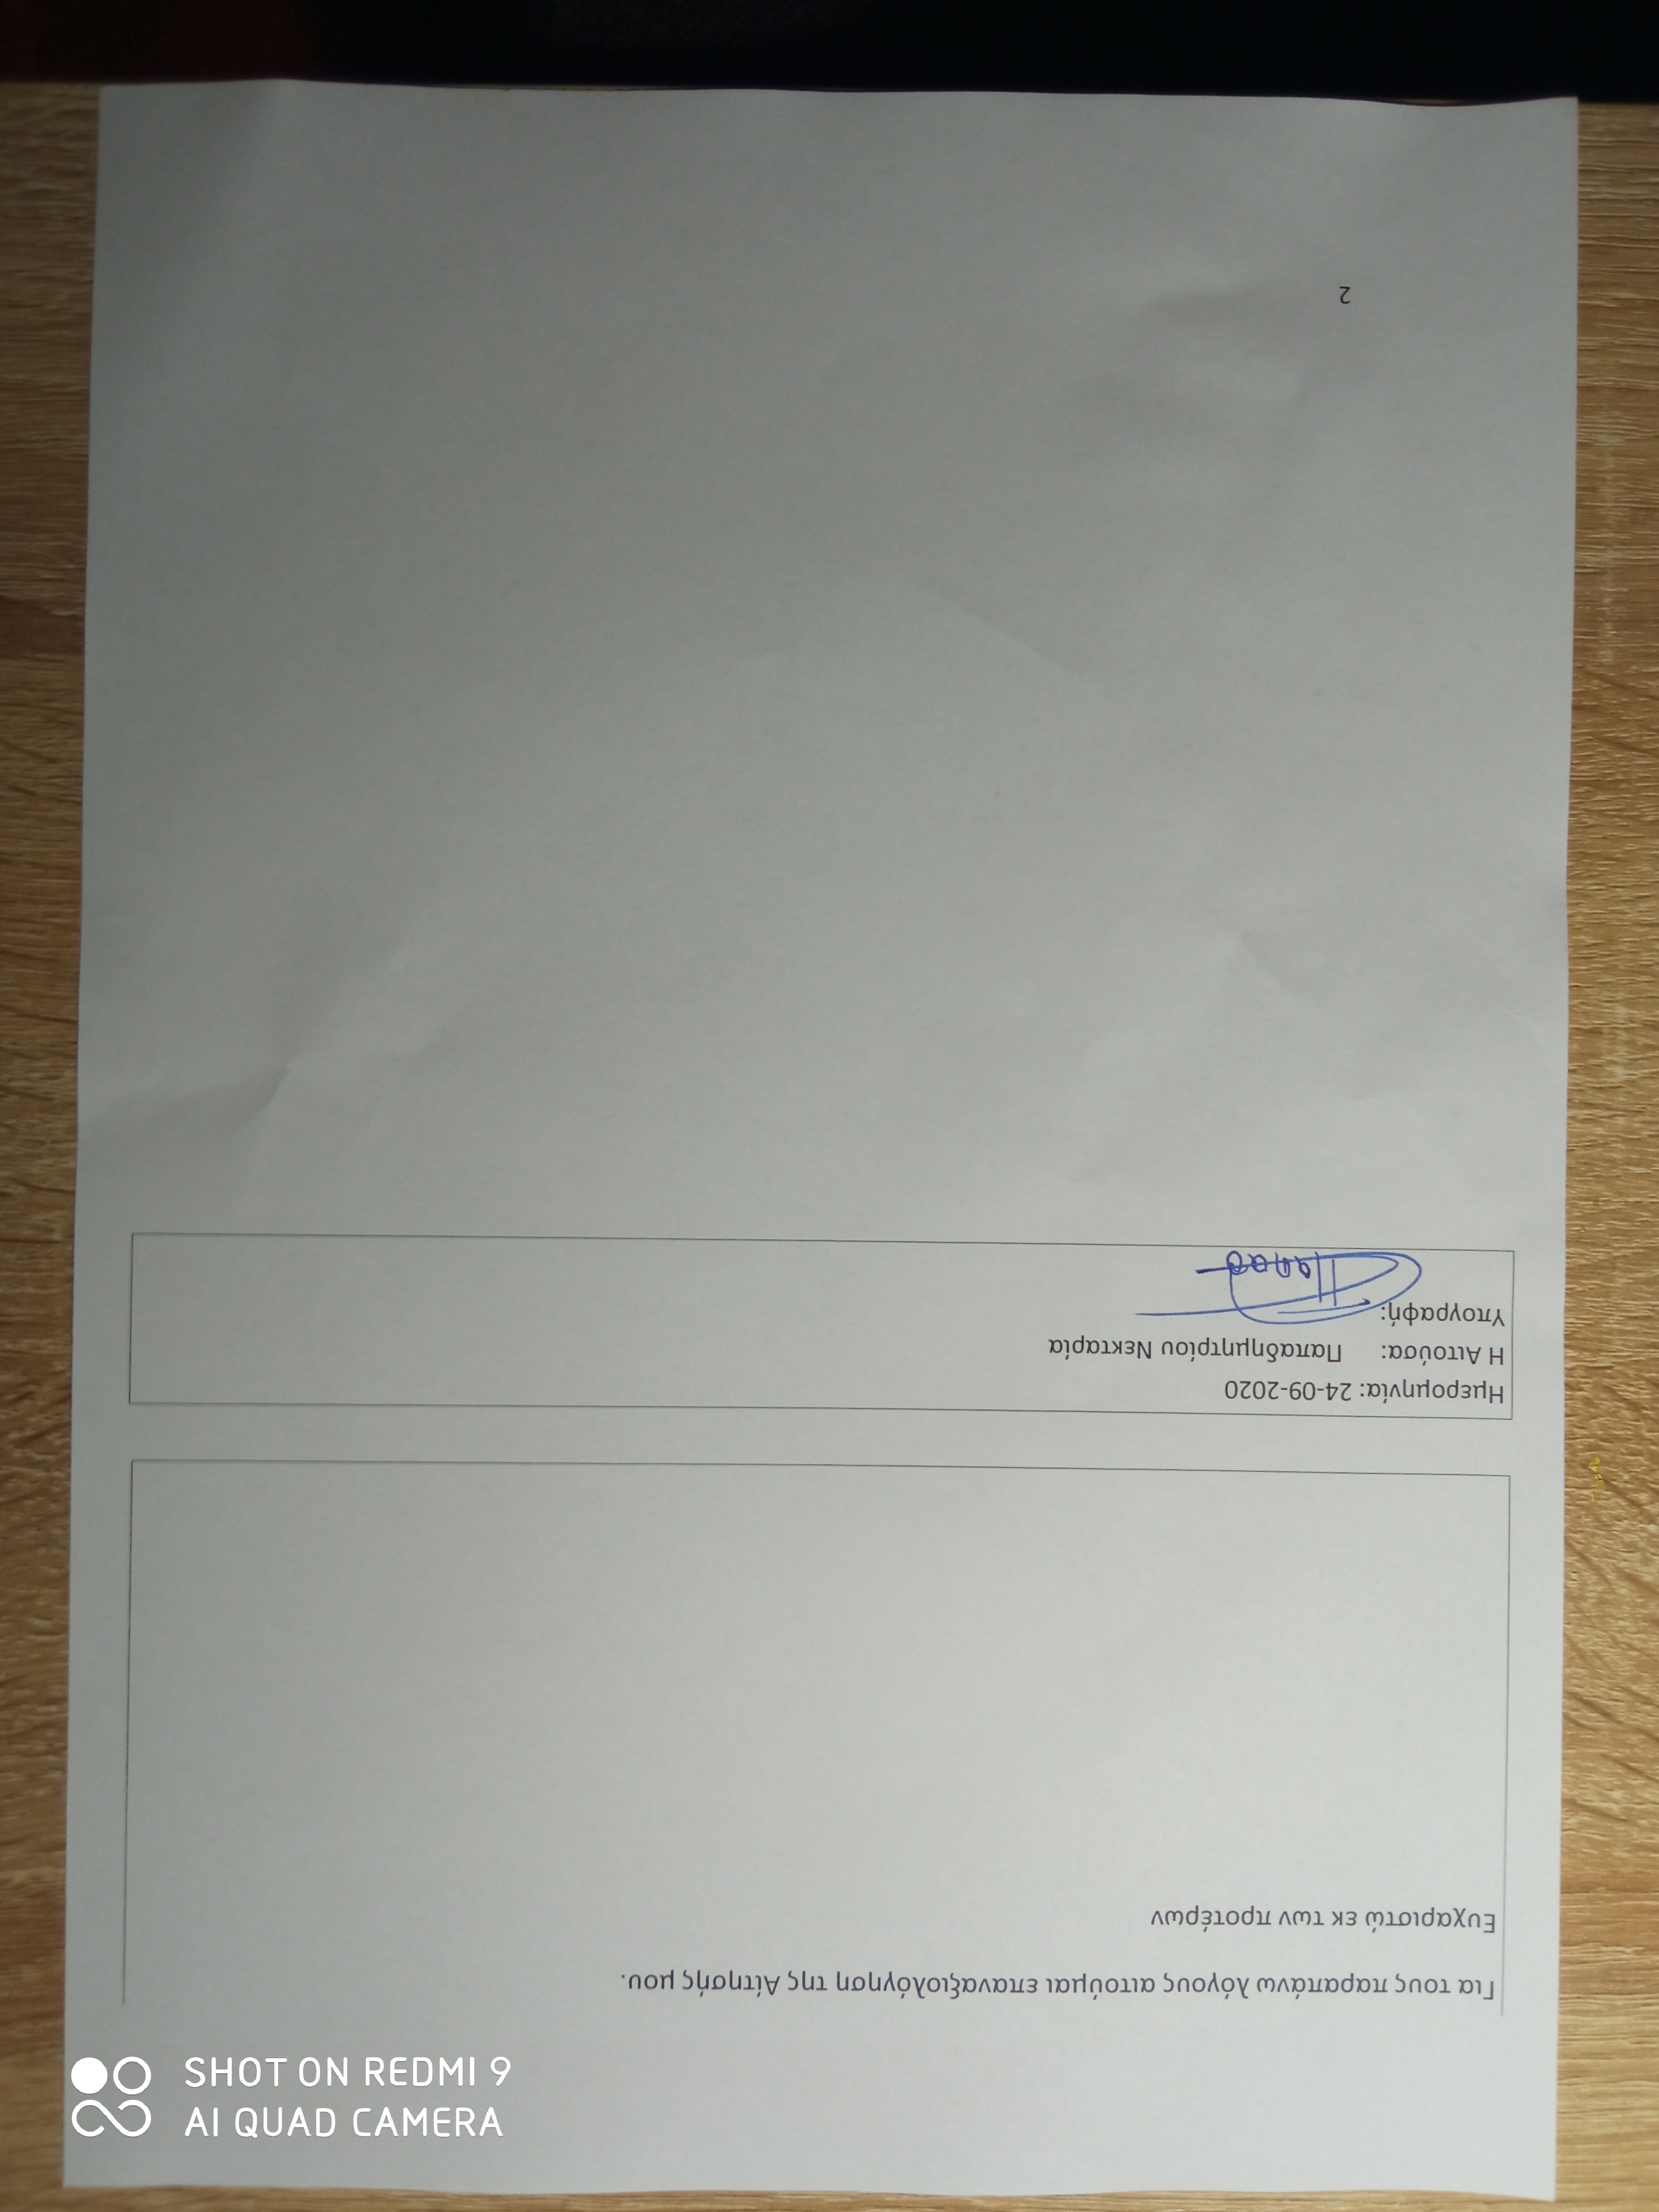 Για τους παραπάνω λόγους αιτούμαι επαναξιολόγηση της Αίτησής μου.
Ευχαριστώ εκ των προτέρων
Ημερομηνία: 24-09-2020
Η Αιτούσα: Παπαδημητρίου Νεκταρία
Υπογραφή:
2
SHOT ON REDMI 9
AI QUAD CAMERA